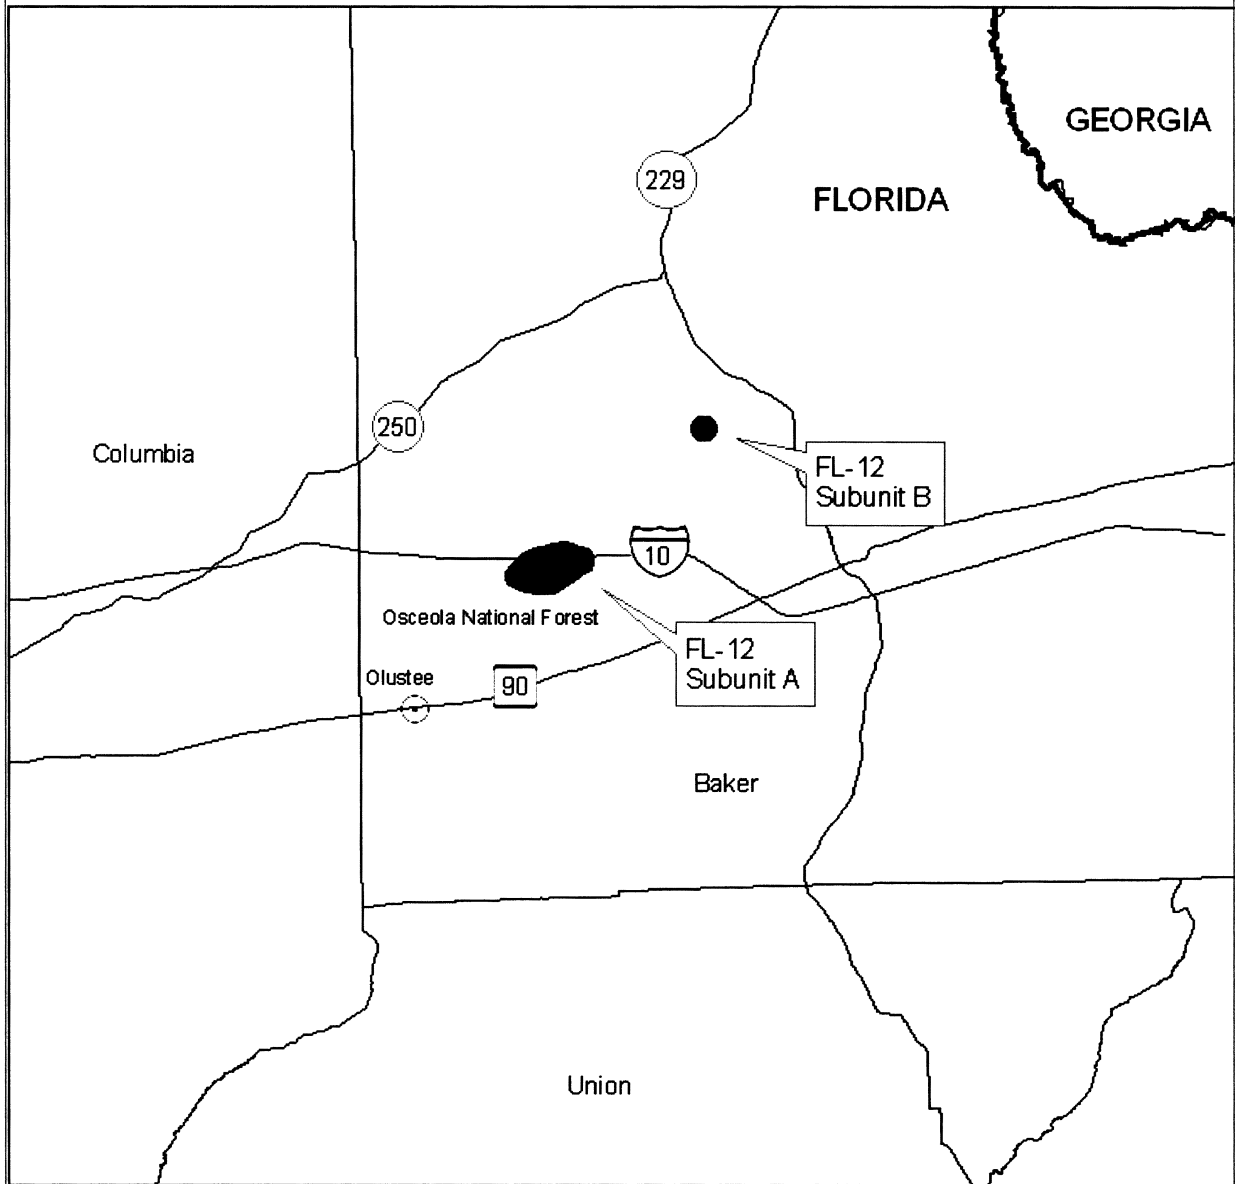 GEORGIA
229
FLORIDA
250
Columbia
FL-12
Subunit B
10
Osceola National Forest
FL-12
Subunit A
Olustee
90
Baker
Union